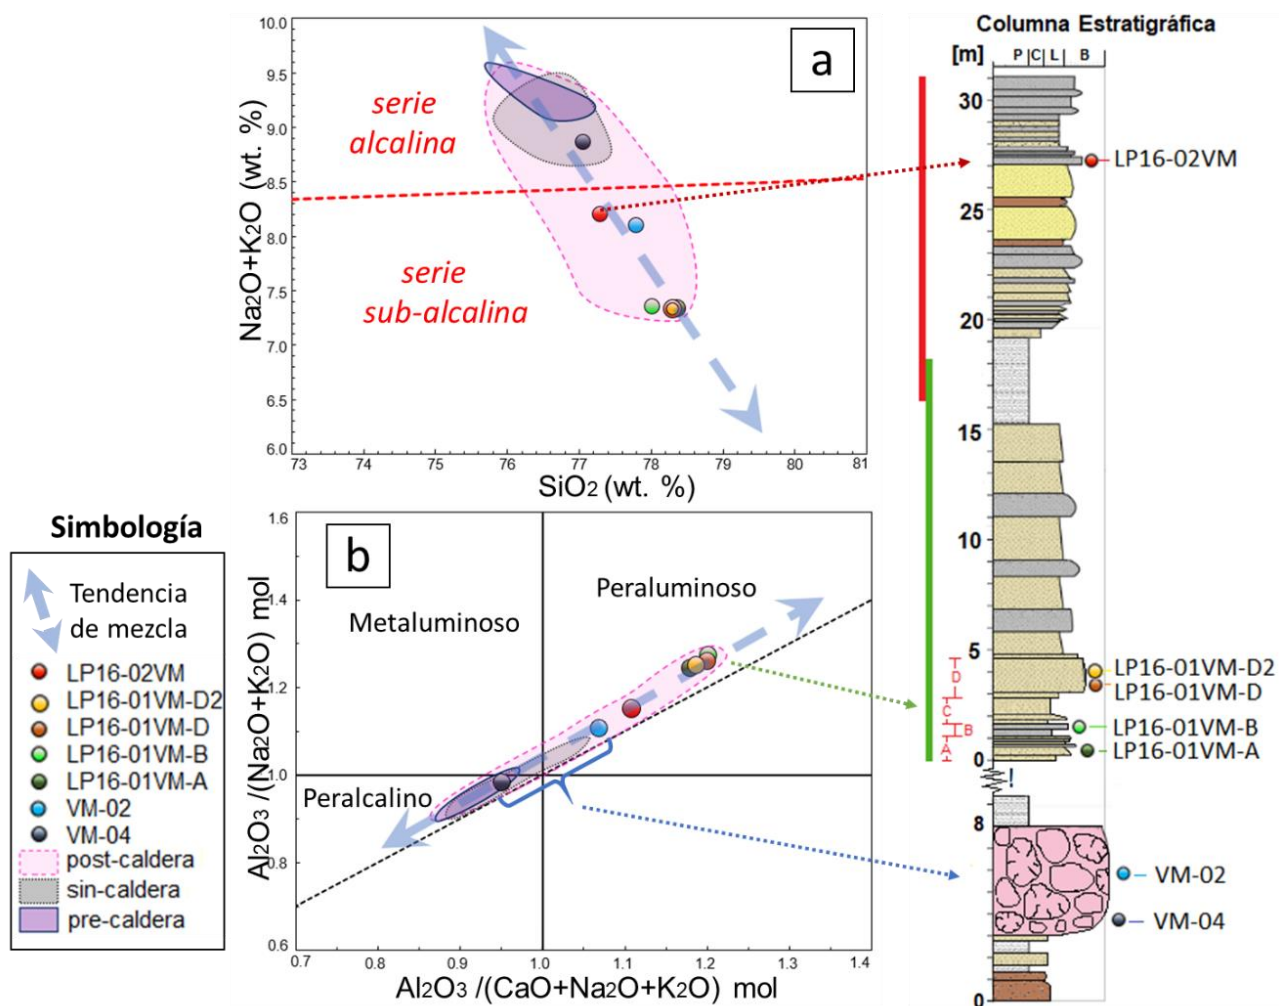 a
10.0
9.5
9.0
8.5
8.0
7.5
7.0
6.5
6.0
Na2O+K2O (wt. %)
serie
alcalina
serie
sub-alcalina
73
74
75
76
77
78
79
80
81
SiO2 (wt. %)
Columna Estratigráfica
[m]
P C L B
30
25
20
15
10
5
0
8
0
LP16-02VM
D
C
B
A
LP16-01VM-D2
LP16-01VM-D
LP16-01VM-B
LP16-01VM-A
!
VM-02
VM-04
Simbología
Tendencia
de mezcla
LP16-02VM
LP16-01VM-D2
LP16-01VM-D
LP16-01VM-B
LP16-01VM-A
VM-02
VM-04
post-caldera
sin-caldera
pre-caldera
b
1.6
1.4
1.2
1.0
0.8
0.6
Al2O3 /(Na2O+K2O) mol
Metaluminoso
Peraluminoso
Peralcalino
0.7
0.8
0.9
1.0
1.1
1.2
1.3
1.4
Al2O3 /(CaO+Na2O+K2O) mol